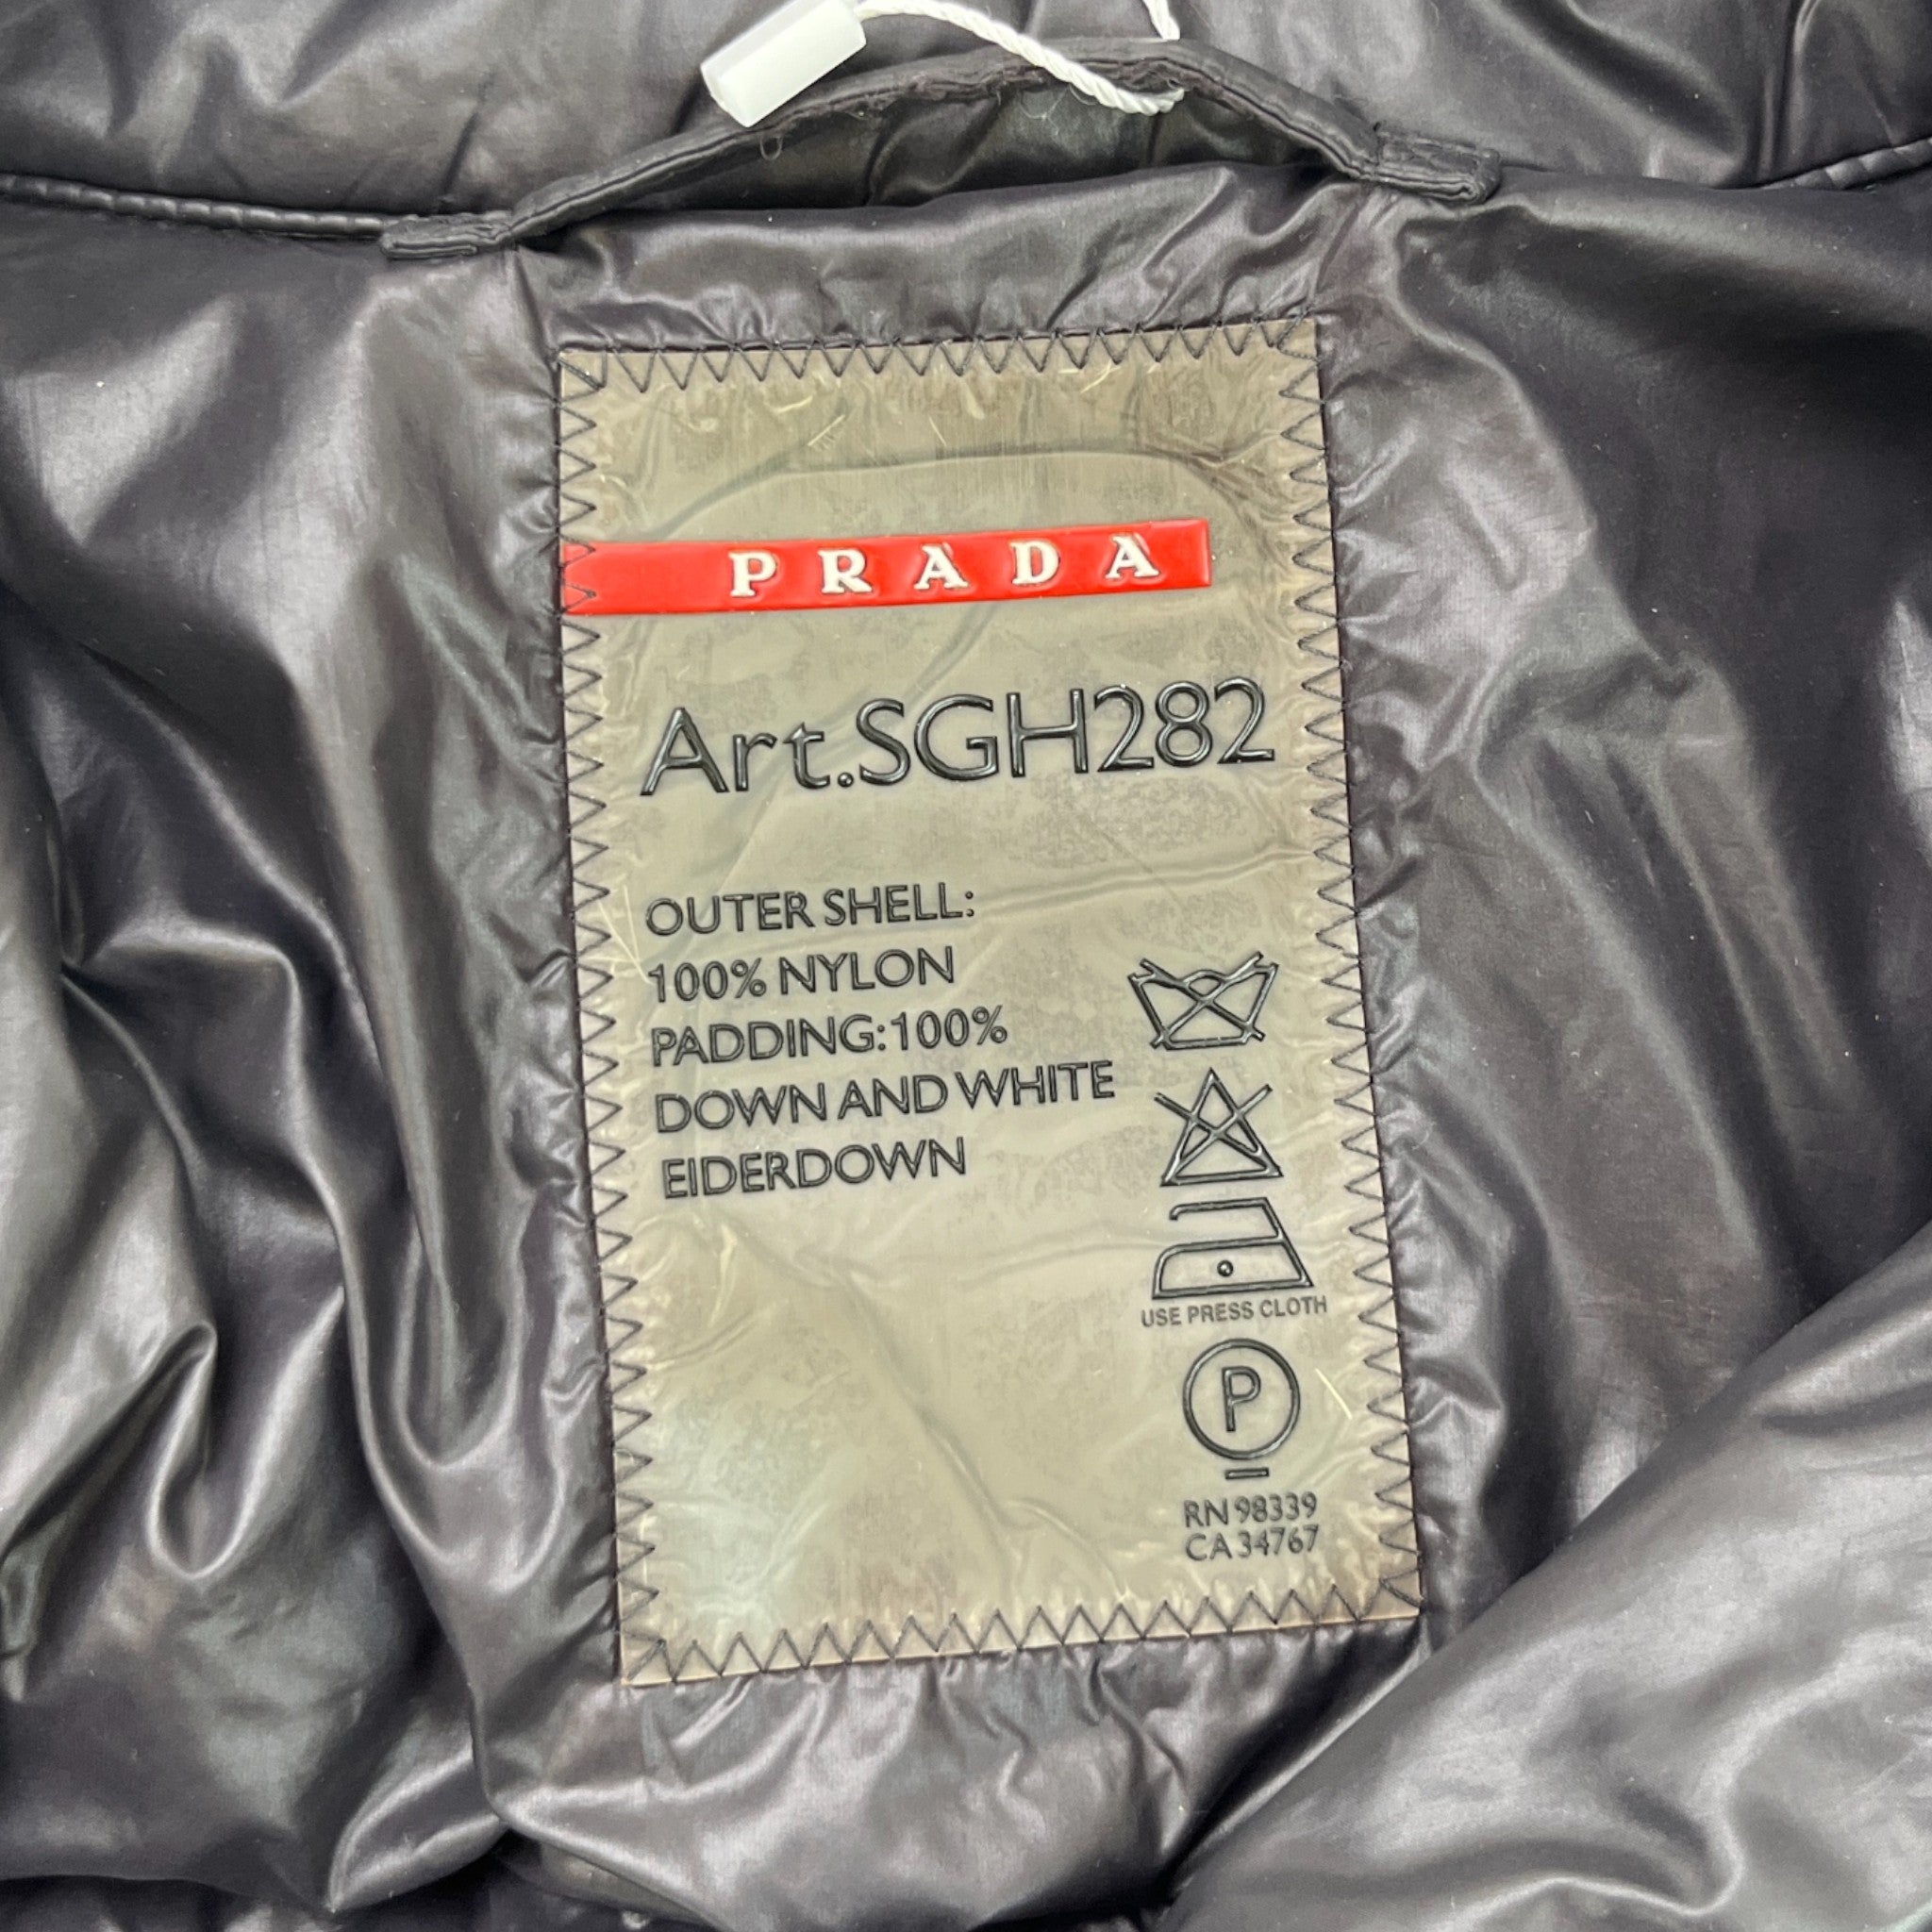 PRADA
Art.SGH282
OUTER SHELL:
100% NYLON
PADDING:100%
DOWN AND WHITE
EIDERDOWN
USE PRESS CLOTH
P
RN 98339
CA 34767